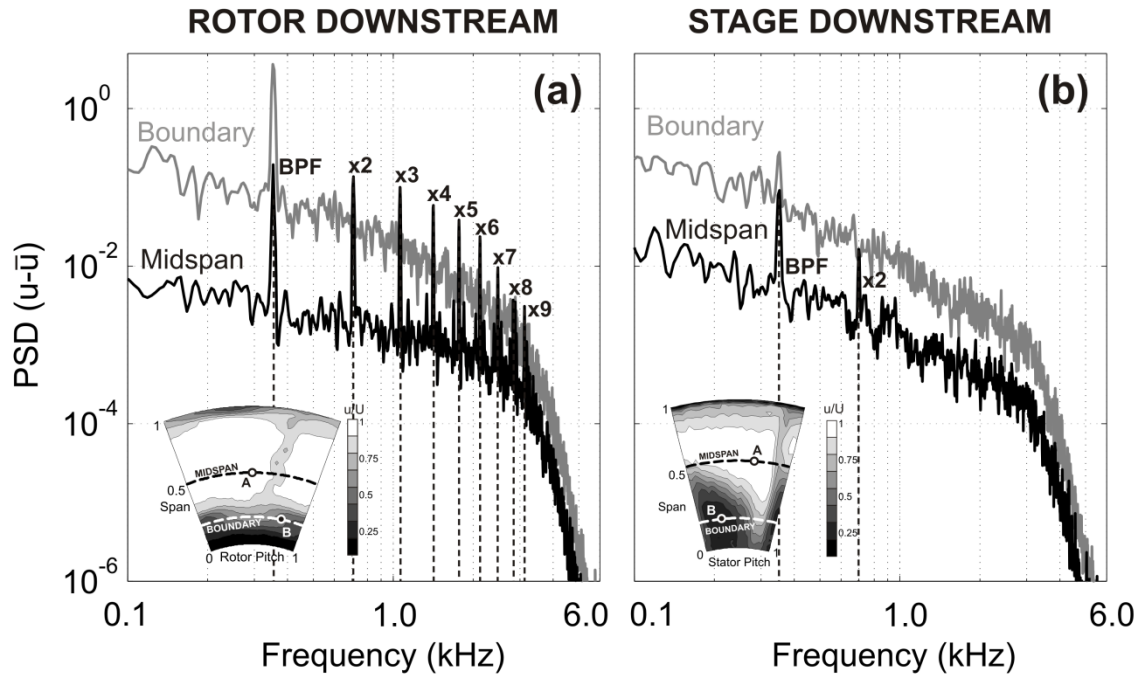 ROTOR DOWNSTREAM
STAGE DOWNSTREAM
PSD (u-ū)
10^0
10^-2
10^-4
10^-6
(a)
Boundary
BPF
x2
x3
x4
x5
x6
x7
x8
x9
Midspan
u/U
1
0.75
0.5
0.25
1
0.5
Span
MIDSPAN
A
BOUNDARY
B
0 Rotor Pitch 1
0.1 1.0 6.0
Frequency (kHz)
(b)
Boundary
Midspan
BPF
x2
u/U
1
0.75
0.5
0.25
1
0.5
Span
MIDSPAN
A
B
BOUNDARY
0 Stator Pitch 1
0.1 1.0 6.0
Frequency (kHz)